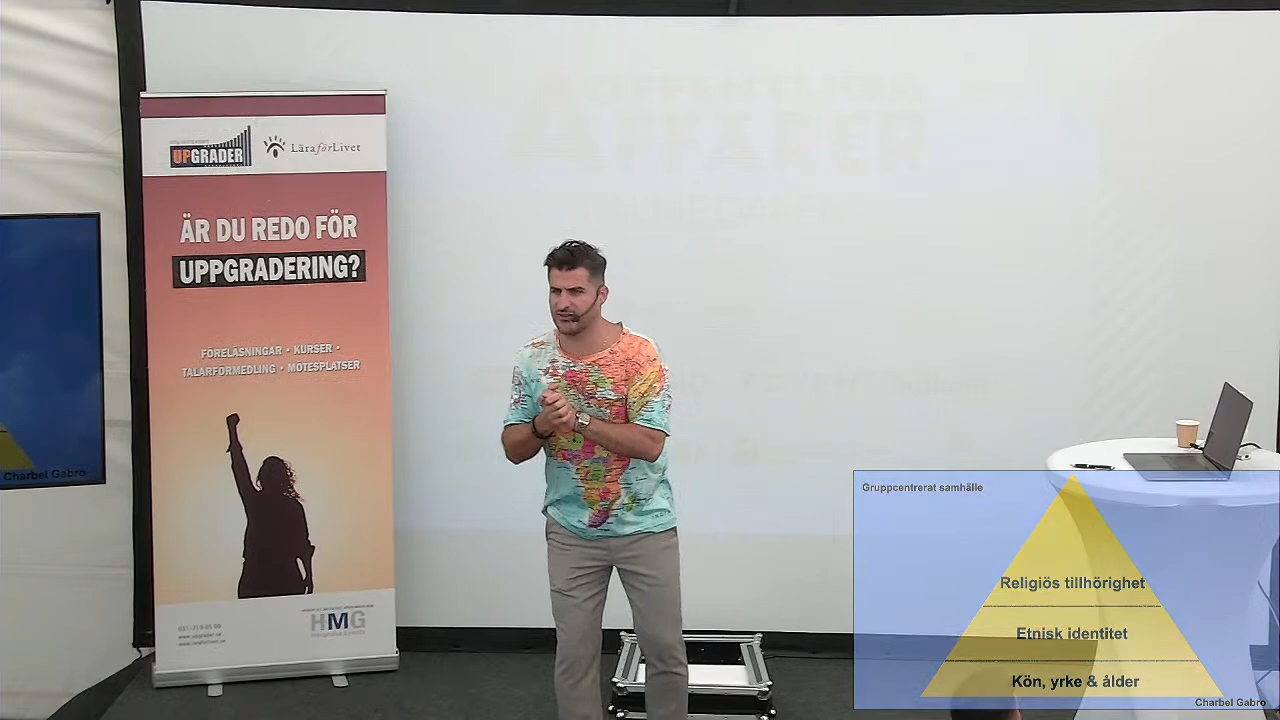 UPGRADER
LäraförLivet
ÄR DU REDO FÖR
UPPGRADERING?
FÖRELÄSNINGAR • KURSER •
TALARFÖRMEDLING • MÖTESPLATSER
HMG
Charbel Gabro
Gruppcentrerat samhälle
Religiös tillhörighet
Etnisk identitet
Kön, yrke & ålder
Charbel Gabro